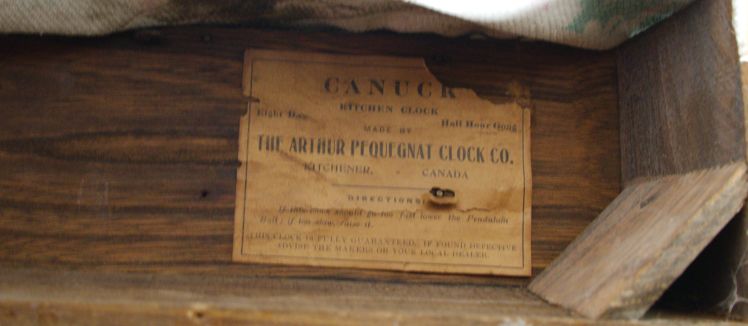 CANUCK
KITCHEN CLOCK
Eight Day Half Hour Gong
MADE BY
THE ARTHUR PEQUEGNAT CLOCK CO.
KITCHENER, CANADA
DIRECTIONS
If this clock should go too fast lower the Pendulum
Ball; if too slow, raise it.
THIS CLOCK IS FULLY GUARANTEED, IF FOUND DEFECTIVE
ADVISE THE MAKERS OR YOUR LOCAL DEALER.